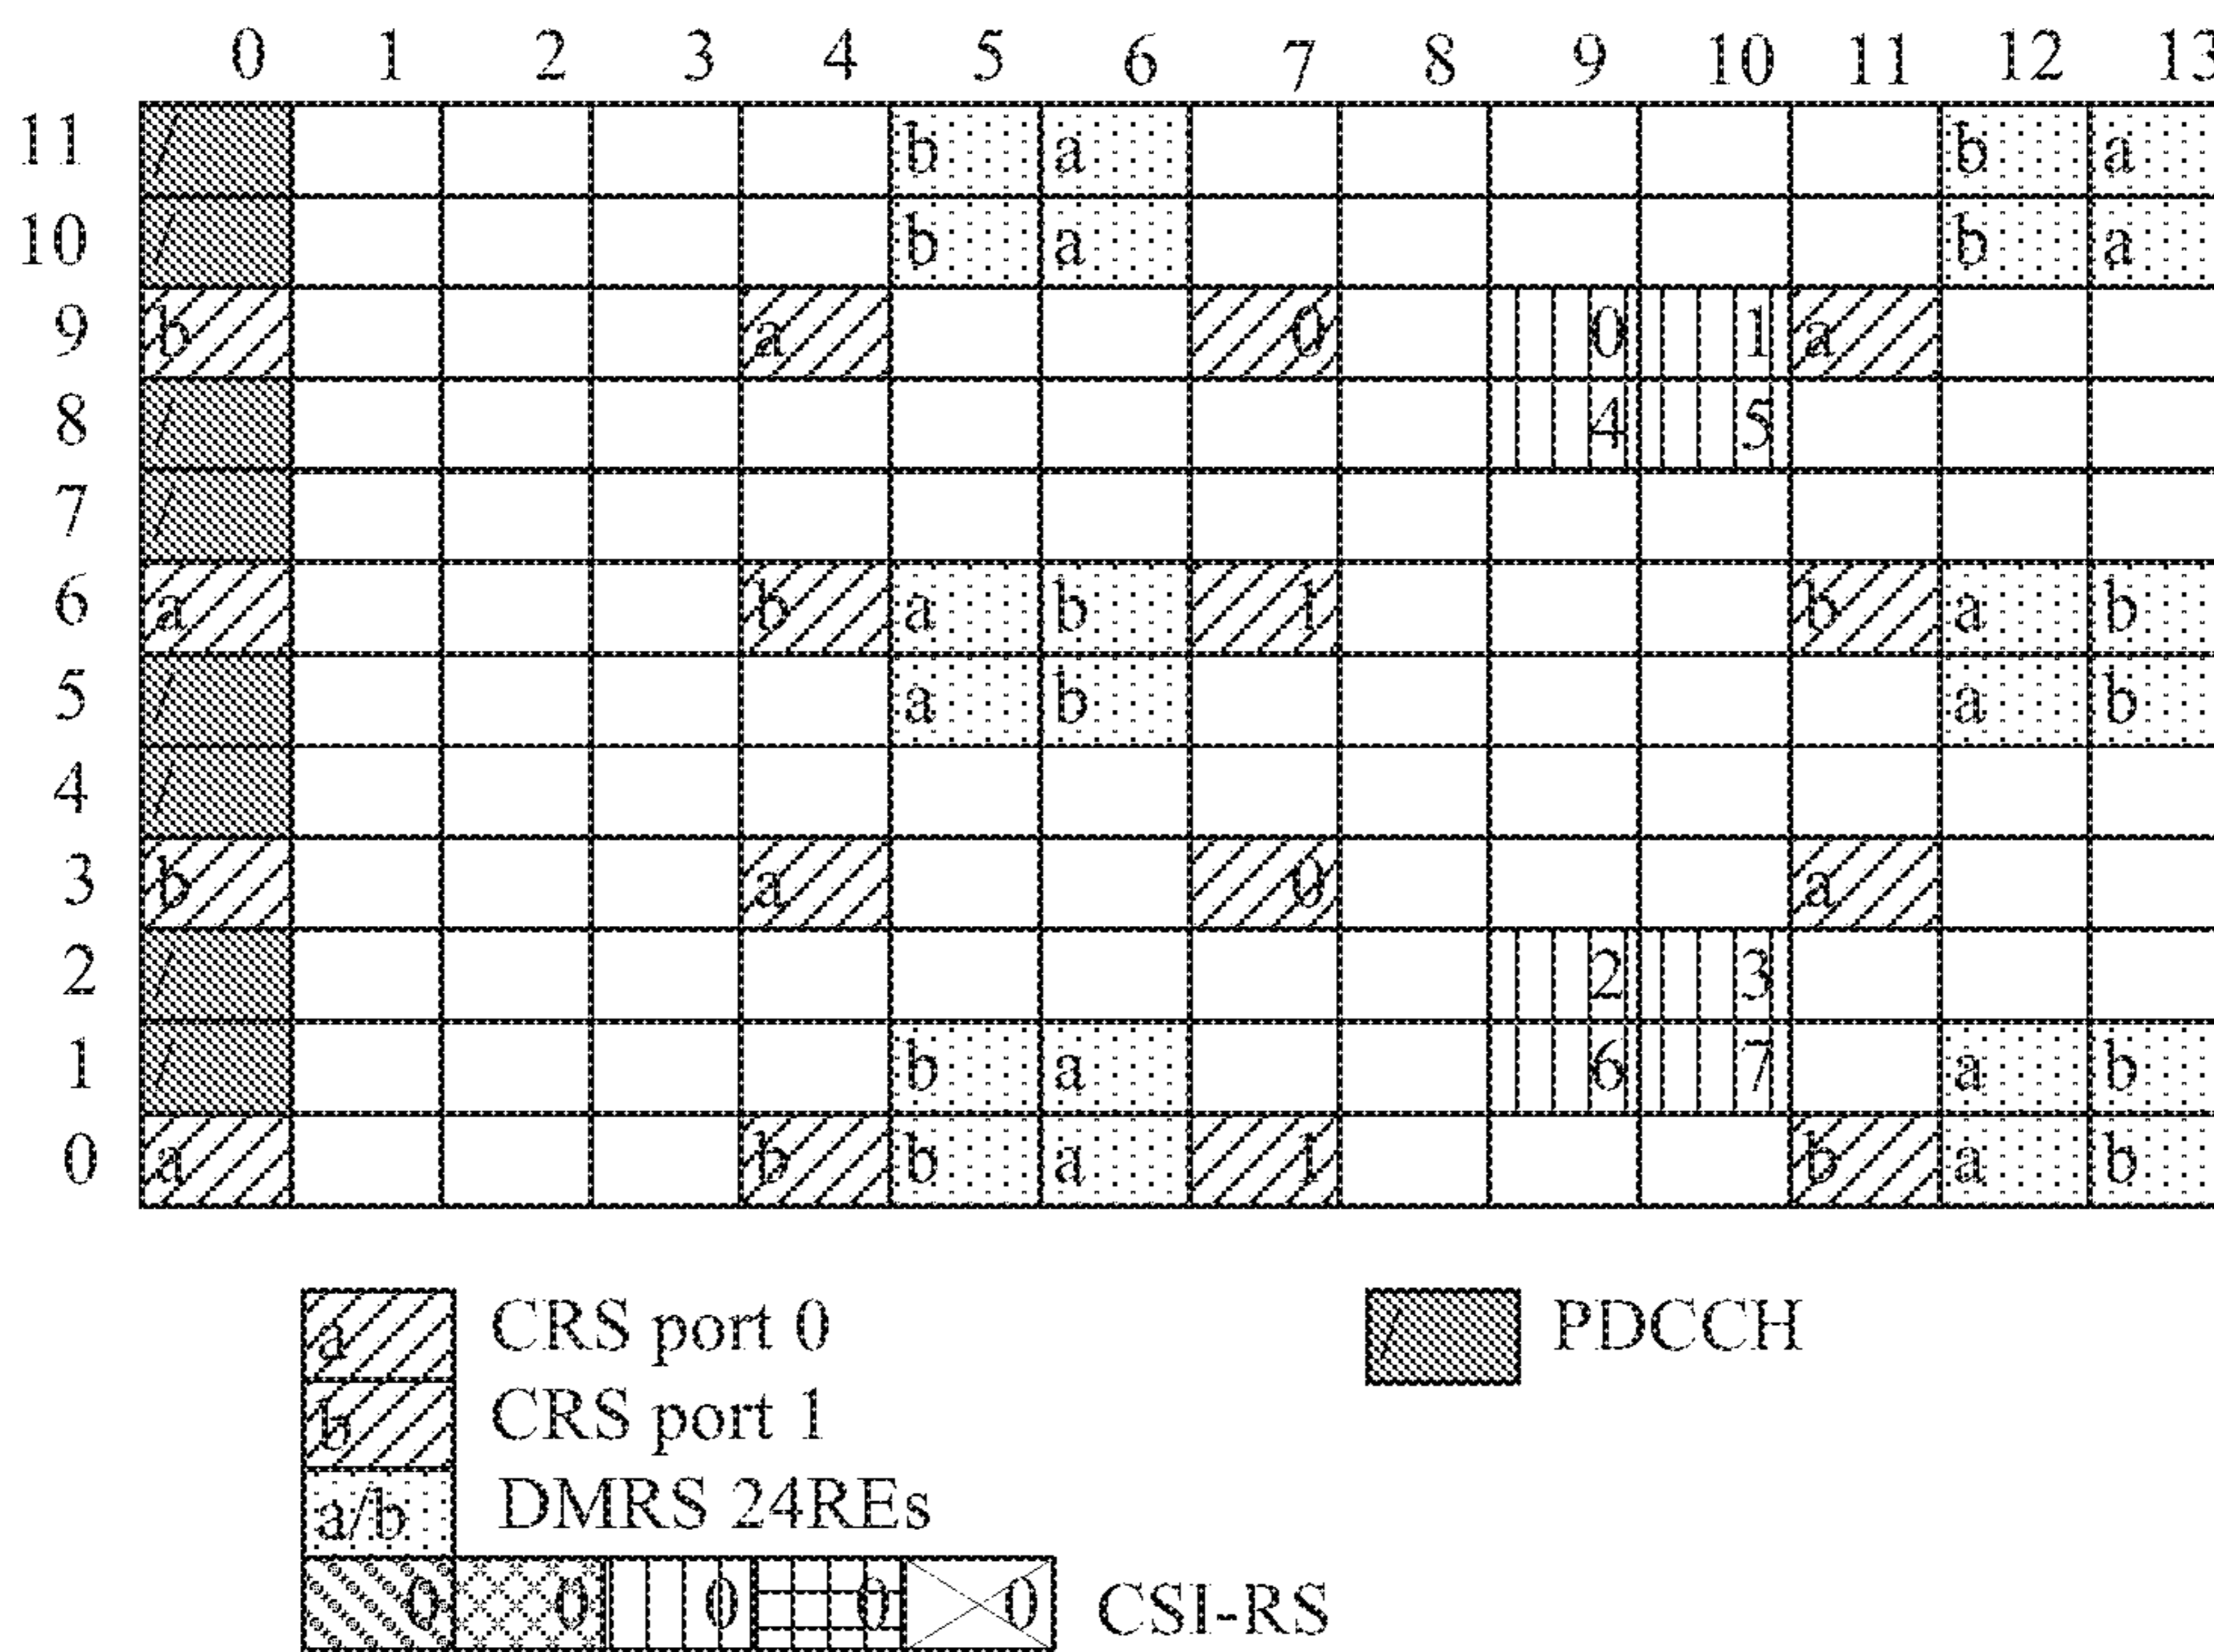 0 1 2 3 4 5 6 7 8 9 10 11 12 13
11 b a b a
10 b a b a
9 b a 0 0 1 a
8 4 5
7
6 a b a b 1 b a b
5 a b a b
4
3 b a 0 a
2 2 3
1 b a 6 7 a b
0 a b b a 1 b a b
a CRS port 0 PDCCH
b CRS port 1
a/b DMRS 24REs
0 0 0 0 0 CSI-RS